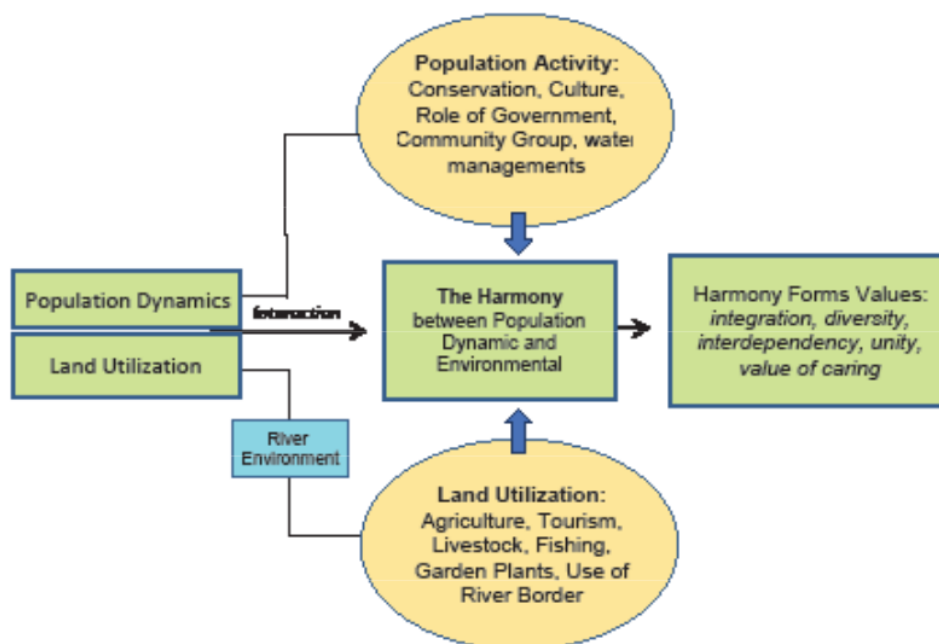 Population Activity:
Conservation, Culture,
Role of Government,
Community Group, water
managements
Population Dynamics
Interaction
Land Utilization
The Harmony
between Population
Dynamic and
Environmental
Harmony Forms Values:
integration, diversity,
interdependency, unity,
value of caring
River
Environment
Land Utilization:
Agriculture, Tourism,
Livestock, Fishing,
Garden Plants, Use of
River Border